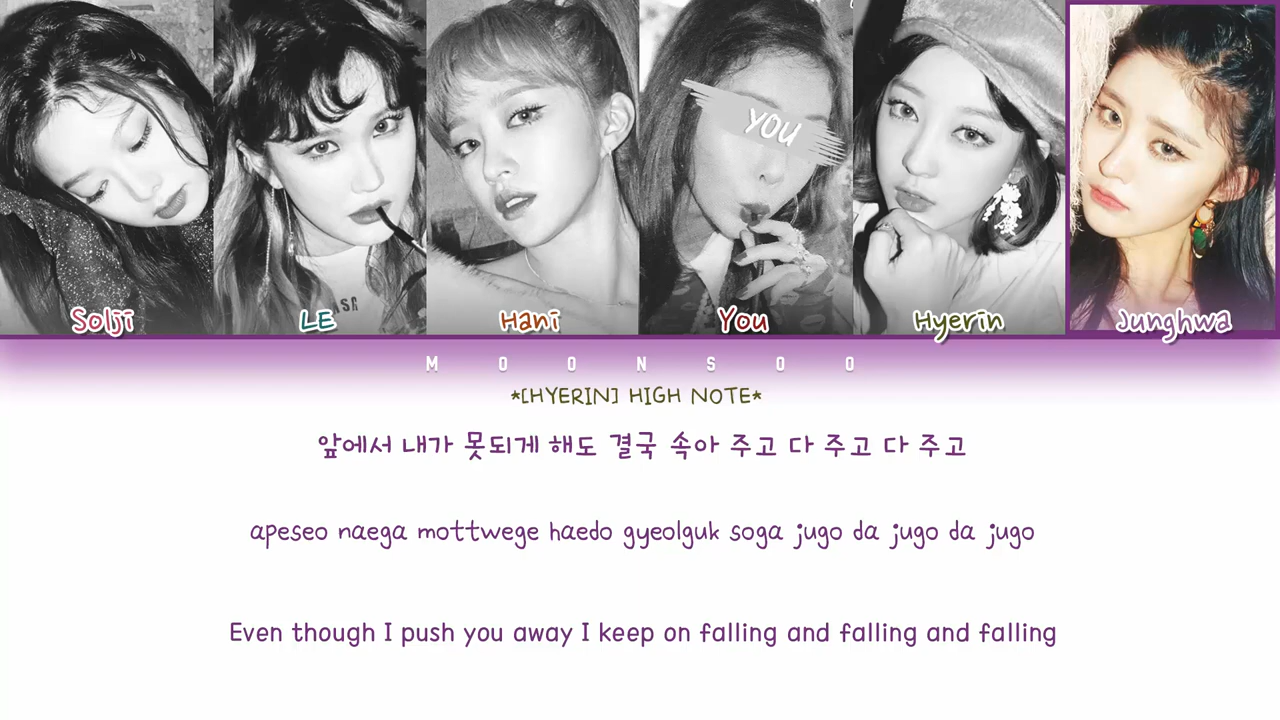 YOU
Solji LE Hani You Hyerin Junghwa
MOONSOO
*[HYERIN] HIGH NOTE*
앞에서 내가 못되게 해도 결국 속아 주고 다 주고 다 주고
apeseo naega mottwege haedo gyeolguk soga jugo da jugo da jugo
Even though I push you away I keep on falling and falling and falling